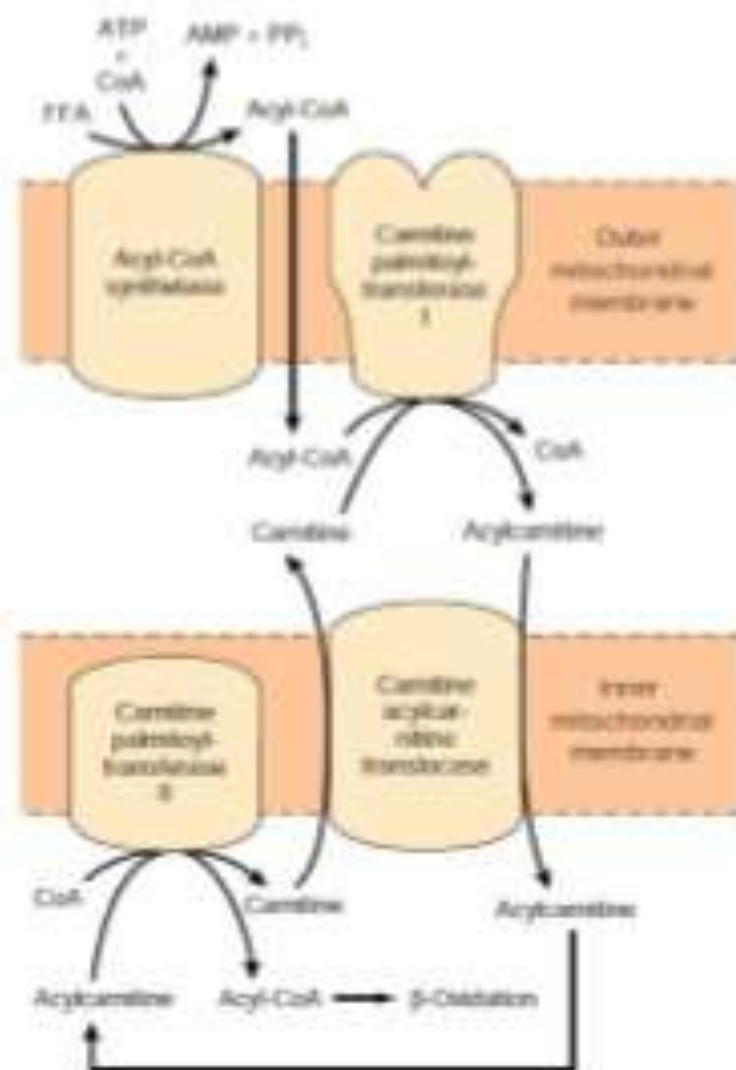 ATP
+
CoA
AMP + PPi
FFA
Acyl-CoA
Acyl-CoA
synthetase
Carnitine
palmitoyl-
transferase
I
Outer
mitochondrial
membrane
Acyl-CoA
CoA
Carnitine
Acylcarnitine
Carnitine
palmitoyl-
transferase
II
Carnitine
acylcar-
nitine
translocase
Inner
mitochondrial
membrane
CoA
Carnitine
Acylcarnitine
Acylcarnitine
Acyl-CoA
β-Oxidation